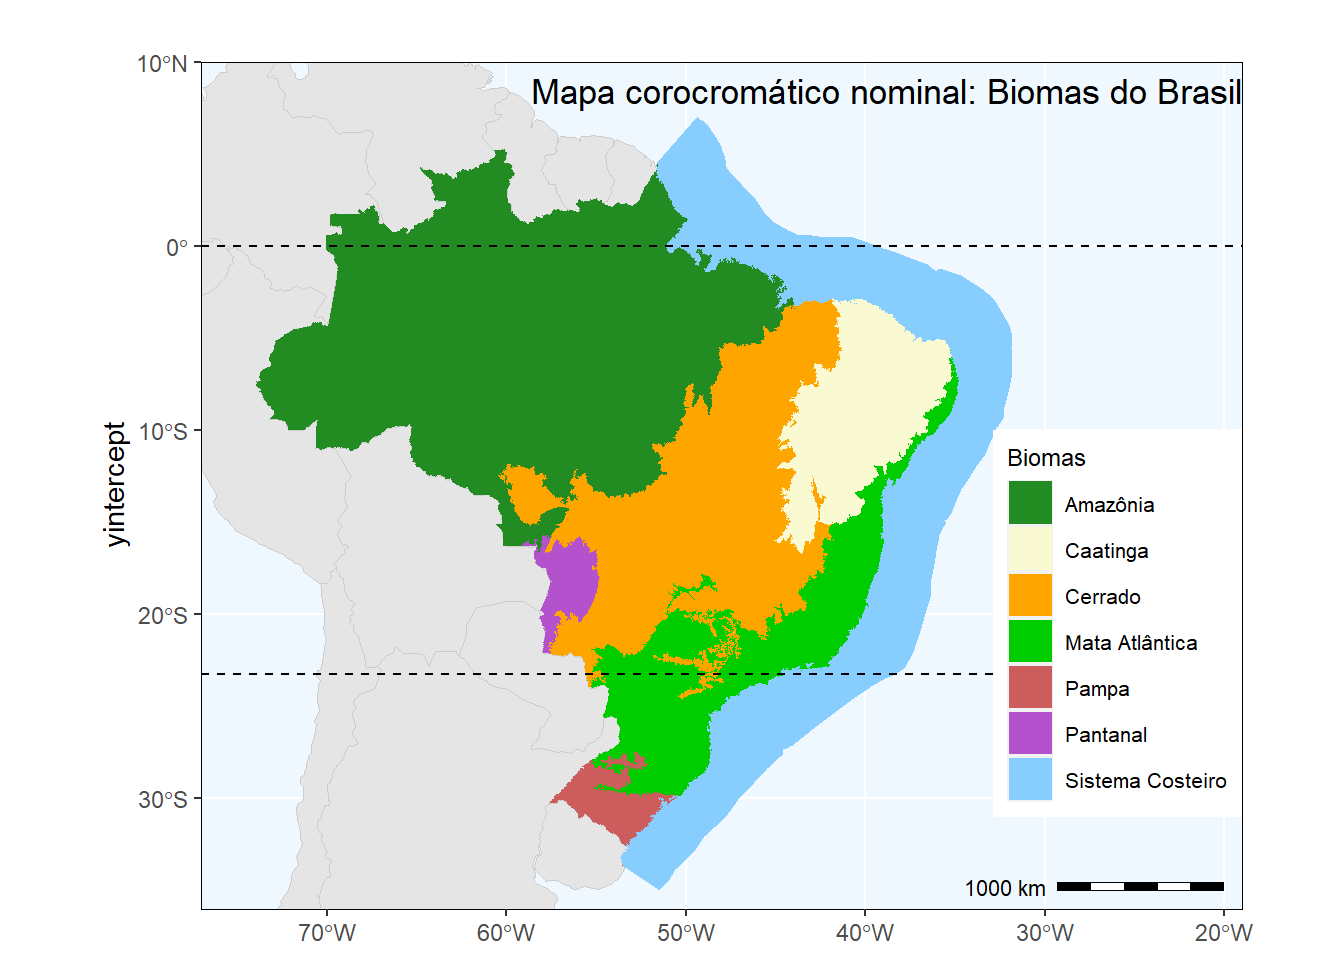 Mapa corocromático nominal: Biomas do Brasil
10°N
0°
10°S
20°S
30°S
yintercept
Biomas
Amazônia
Caatinga
Cerrado
Mata Atlântica
Pampa
Pantanal
Sistema Costeiro
1000 km
70°W
60°W
50°W
40°W
30°W
20°W